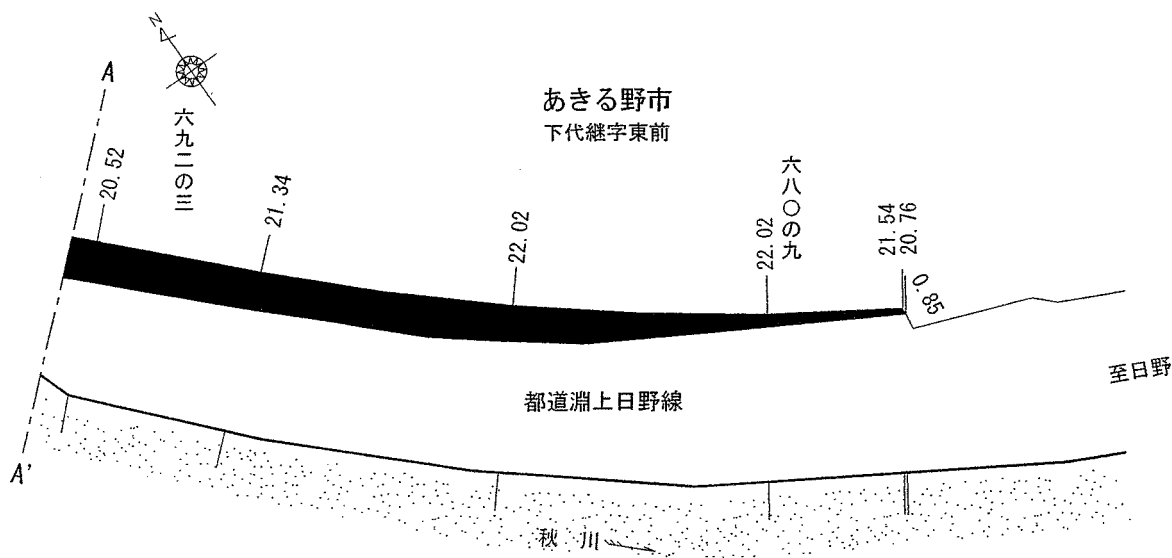 N
A
あきる野市
下代継字東前
六九二の三
20.52
21.34
22.02
22.02
六八〇の九
21.54
20.76
0.85
都道淵上日野線
至日野
A'
秋川